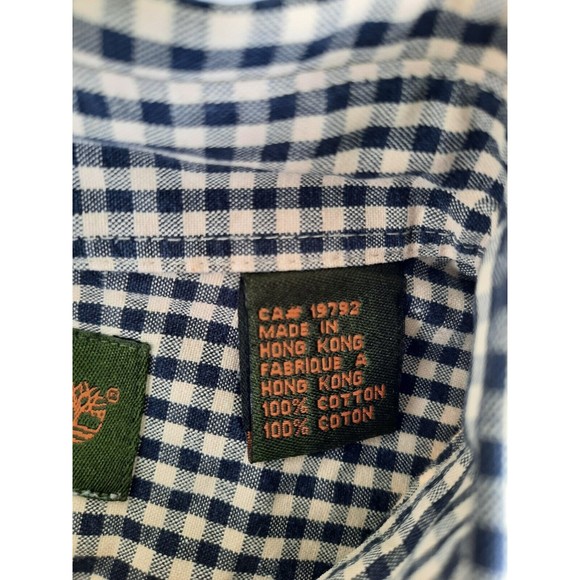 CA# 19792
MADE IN
HONG KONG
FABRIQUE A
HONG KONG
100% COTTON
100% COTON
®